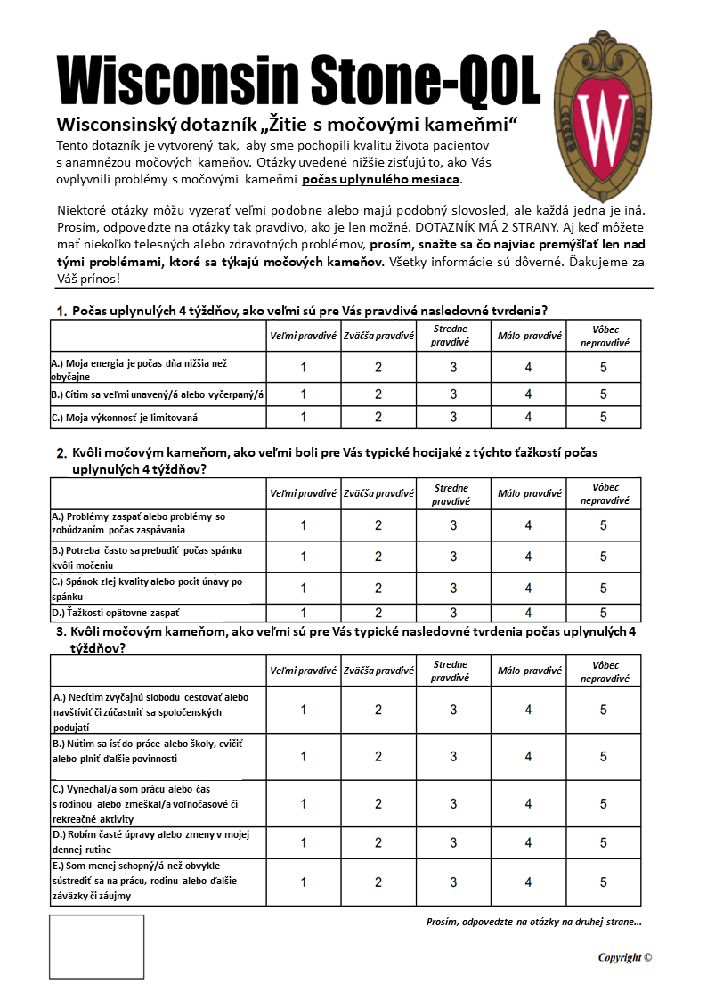 Wisconsin Stone-QOL
W
Wisconsinský dotazník „Žitie s močovými kameňmi“
Tento dotazník je vytvorený tak, aby sme pochopili kvalitu života pacientov
s anamnézou močových kameňov. Otázky uvedené nižšie zisťujú to, ako Vás
ovplyvnili problémy s močovými kameňmi počas uplynulého mesiaca.
Niektoré otázky môžu vyzerať veľmi podobne alebo majú podobný slovosled, ale každá jedna je iná.
Prosím, odpovedzte na otázky tak pravdivo, ako je len možné. DOTAZNÍK MÁ 2 STRANY. Aj keď môžete
mať niekoľko telesných alebo zdravotných problémov, prosím, snažte sa čo najviac premýšľať len nad
tými problémami, ktoré sa týkajú močových kameňov. Všetky informácie sú dôverné. Ďakujeme za
Váš prínos!
1. Počas uplynulých 4 týždňov, ako veľmi sú pre Vás pravdivé nasledovné tvrdenia?
Veľmi pravdivé Zväčša pravdivé Stredne pravdivé Málo pravdivé Vôbec nepravdivé
A.) Moja energia je počas dňa nižšia než
obyčajne 1 2 3 4 5
B.) Cítim sa veľmi unavený/á alebo vyčerpaný/á 1 2 3 4 5
C.) Moja výkonnosť je limitovaná 1 2 3 4 5
2. Kvôli močovým kameňom, ako veľmi boli pre Vás typické hocijaké z týchto ťažkostí počas
uplynulých 4 týždňov?
Veľmi pravdivé Zväčša pravdivé Stredne pravdivé Málo pravdivé Vôbec nepravdivé
A.) Problémy zaspať alebo problémy so
zobúdzaním počas zaspávania 1 2 3 4 5
B.) Potreba často sa prebudiť počas spánku
kvôli močeniu 1 2 3 4 5
C.) Spánok zlej kvality alebo pocit únavy po
spánku 1 2 3 4 5
D.) Ťažkosti opätovne zaspať 1 2 3 4 5
3. Kvôli močovým kameňom, ako veľmi sú pre Vás typické nasledovné tvrdenia počas uplynulých 4
týždňov?
Veľmi pravdivé Zväčša pravdivé Stredne pravdivé Málo pravdivé Vôbec nepravdivé
A.) Necítim zvyčajnú slobodu cestovať alebo
navštíviť či zúčastniť sa spoločenských
podujatí 1 2 3 4 5
B.) Nútim sa ísť do práce alebo školy, cvičiť
alebo plniť ďalšie povinnosti 1 2 3 4 5
C.) Vynechal/a som prácu alebo čas
s rodinou alebo zmeškal/a voľnočasové či
rekreačné aktivity 1 2 3 4 5
D.) Robím časté úpravy alebo zmeny v mojej
dennej rutine 1 2 3 4 5
E.) Som menej schopný/á než obvykle
sústrediť sa na prácu, rodinu alebo ďalšie
záväzky či záujmy 1 2 3 4 5
Prosím, odpovedzte na otázky na druhej strane...
Copyright ©